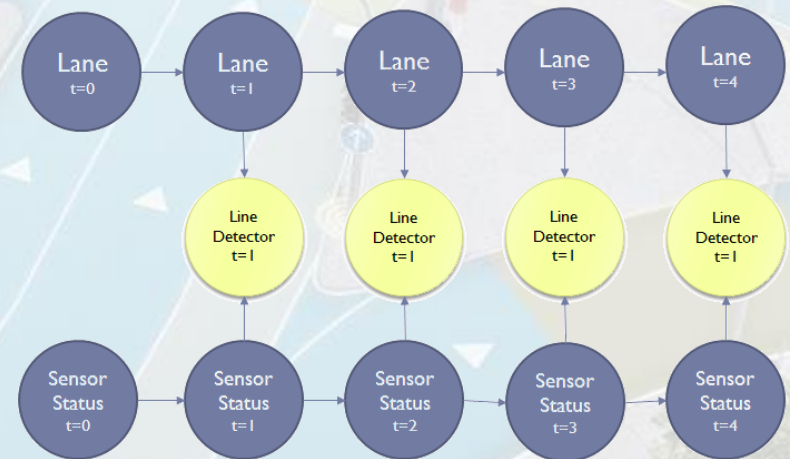 Lane
t=0
Lane
t=1
Lane
t=2
Lane
t=3
Lane
t=4
Line
Detector
t=1
Line
Detector
t=1
Line
Detector
t=1
Line
Detector
t=1
Sensor
Status
t=0
Sensor
Status
t=1
Sensor
Status
t=2
Sensor
Status
t=3
Sensor
Status
t=4